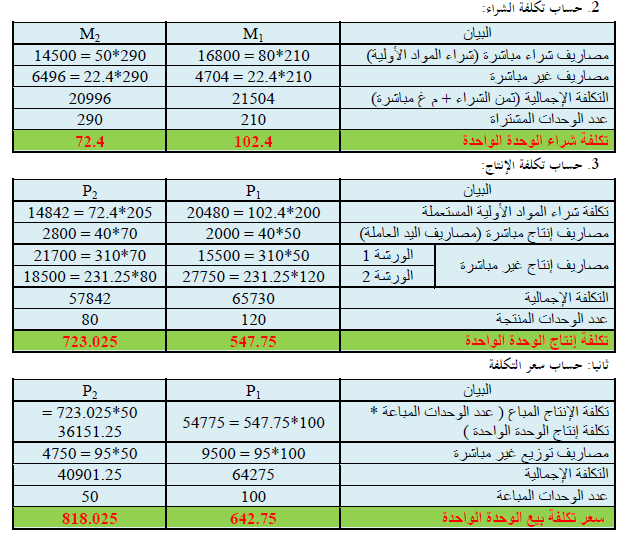 2. حساب تكلفة الشراء:
البيان M1 M2
مصاريف شراء مباشرة (شراء المواد الأولية) 16800 = 80*210 14500 = 50*290
مصاريف غير مباشرة 4704 = 22.4*210 6496 = 22.4*290
التكلفة الإجمالية (ثمن الشراء + م غ مباشرة) 21504 20996
عدد الوحدات المشتراة 210 290
تكلفة شراء الوحدة الواحدة 102.4 72.4
3. حساب تكلفة الإنتاج:
البيان P1 P2
تكلفة شراء المواد الأولية المستعملة 20480 = 102.4*200 14842 = 72.4*205
مصاريف إنتاج مباشرة (مصاريف اليد العاملة) 2000 = 40*50 2800 = 40*70
مصاريف إنتاج غير مباشرة
الورشة 1 15500 = 310*50 21700 = 310*70
الورشة 2 27750 = 231.25*120 18500 = 231.25*80
التكلفة الإجمالية 65730 57842
عدد الوحدات المنتجة 120 80
تكلفة إنتاج الوحدة الواحدة 547.75 723.025
ثانيا: حساب سعر التكلفة
البيان P1 P2
تكلفة الإنتاج المباع ( عدد الوحدات المباعة *
تكلفة إنتاج الوحدة الواحدة )
54775 = 547.75*100
= 723.025*50
36151.25
مصاريف توزيع غير مباشرة 9500 = 95*100 4750 = 95*50
التكلفة الإجمالية 64275 40901.25
عدد الوحدات المباعة 100 50
سعر تكلفة بيع الوحدة الواحدة 642.75 818.025